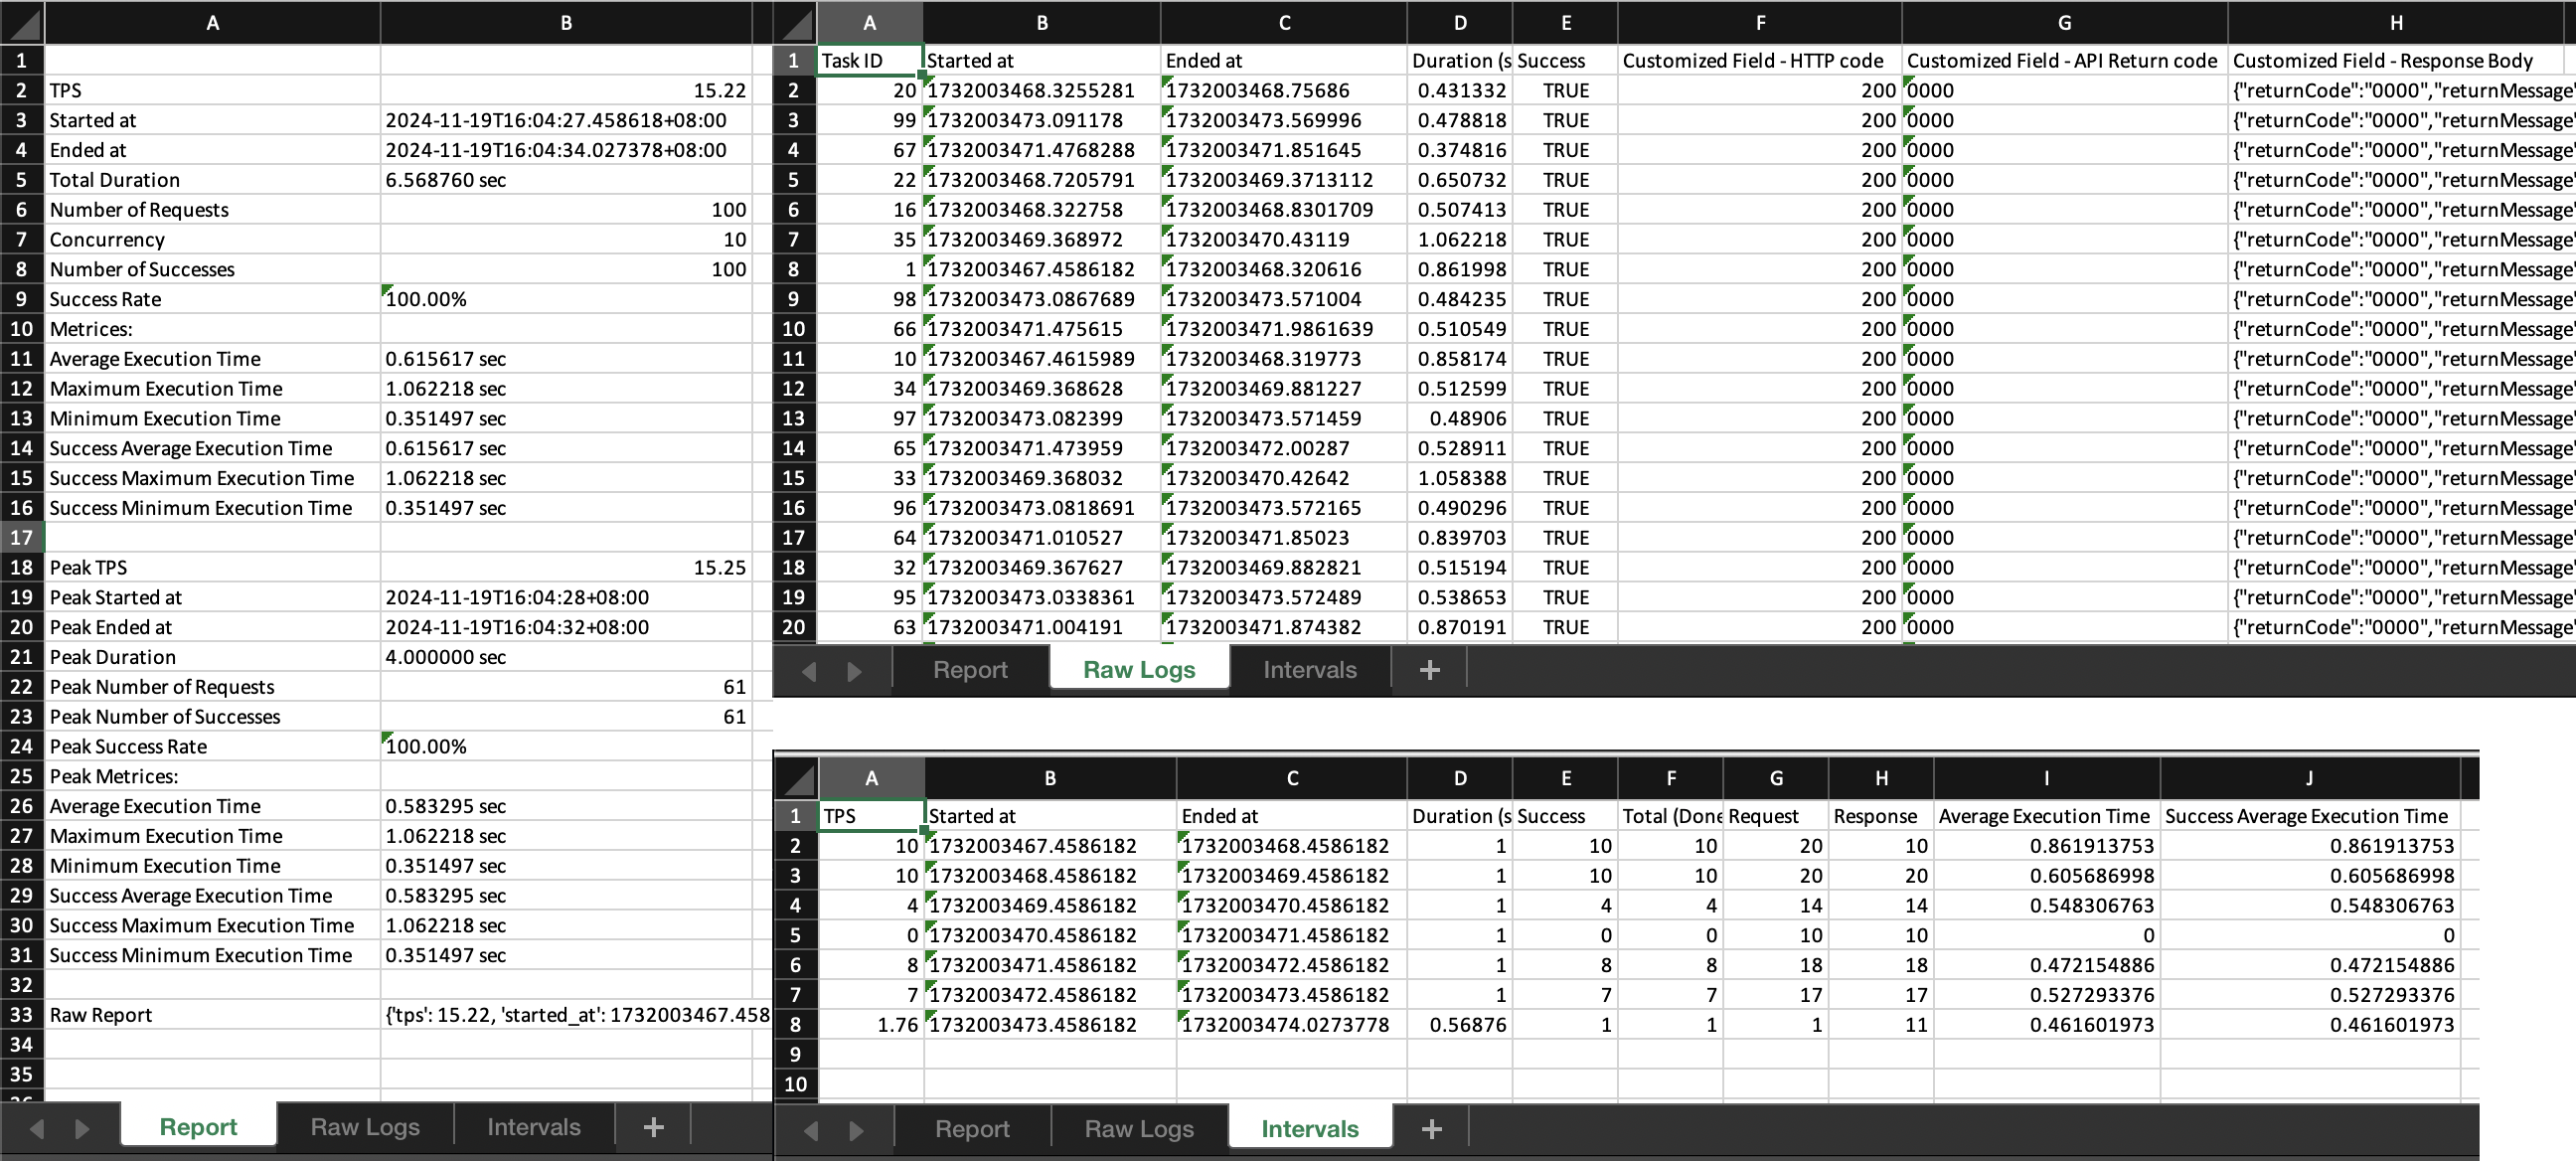 A B
1
2 TPS 15.22
3 Started at 2024-11-19T16:04:27.458618+08:00
4 Ended at 2024-11-19T16:04:34.027378+08:00
5 Total Duration 6.568760 sec
6 Number of Requests 100
7 Concurrency 10
8 Number of Successes 100
9 Success Rate 100.00%
10 Metrices:
11 Average Execution Time 0.615617 sec
12 Maximum Execution Time 1.062218 sec
13 Minimum Execution Time 0.351497 sec
14 Success Average Execution Time 0.615617 sec
15 Success Maximum Execution Time 1.062218 sec
16 Success Minimum Execution Time 0.351497 sec
17
18 Peak TPS 15.25
19 Peak Started at 2024-11-19T16:04:28+08:00
20 Peak Ended at 2024-11-19T16:04:32+08:00
21 Peak Duration 4.000000 sec
22 Peak Number of Requests 61
23 Peak Number of Successes 61
24 Peak Success Rate 100.00%
25 Peak Metrices:
26 Average Execution Time 0.583295 sec
27 Maximum Execution Time 1.062218 sec
28 Minimum Execution Time 0.351497 sec
29 Success Average Execution Time 0.583295 sec
30 Success Maximum Execution Time 1.062218 sec
31 Success Minimum Execution Time 0.351497 sec
32
33 Raw Report {'tps': 15.22, 'started_at': 1732003467.458
34
35
Report Raw Logs Intervals +
A B C D E F G H
1 Task ID Started at Ended at Duration (s Success Customized Field - HTTP code Customized Field - API Return code Customized Field - Response Body
2 20 1732003468.3255281 1732003468.75686 0.431332 TRUE 200 0000 {"returnCode":"0000","returnMessage"
3 99 1732003473.091178 1732003473.569996 0.478818 TRUE 200 0000 {"returnCode":"0000","returnMessage"
4 67 1732003471.4768288 1732003471.851645 0.374816 TRUE 200 0000 {"returnCode":"0000","returnMessage"
5 22 1732003468.7205791 1732003469.3713112 0.650732 TRUE 200 0000 {"returnCode":"0000","returnMessage"
6 16 1732003468.322758 1732003468.8301709 0.507413 TRUE 200 0000 {"returnCode":"0000","returnMessage"
7 35 1732003469.368972 1732003470.43119 1.062218 TRUE 200 0000 {"returnCode":"0000","returnMessage"
8 1 1732003467.4586182 1732003468.320616 0.861998 TRUE 200 0000 {"returnCode":"0000","returnMessage"
9 98 1732003473.0867689 1732003473.571004 0.484235 TRUE 200 0000 {"returnCode":"0000","returnMessage"
10 66 1732003471.475615 1732003471.9861639 0.510549 TRUE 200 0000 {"returnCode":"0000","returnMessage"
11 10 1732003467.4615989 1732003468.319773 0.858174 TRUE 200 0000 {"returnCode":"0000","returnMessage"
12 34 1732003469.368628 1732003469.881227 0.512599 TRUE 200 0000 {"returnCode":"0000","returnMessage"
13 97 1732003473.082399 1732003473.571459 0.48906 TRUE 200 0000 {"returnCode":"0000","returnMessage"
14 65 1732003471.473959 1732003472.00287 0.528911 TRUE 200 0000 {"returnCode":"0000","returnMessage"
15 33 1732003469.368032 1732003470.42642 1.058388 TRUE 200 0000 {"returnCode":"0000","returnMessage"
16 96 1732003473.0818691 1732003473.572165 0.490296 TRUE 200 0000 {"returnCode":"0000","returnMessage"
17 64 1732003471.010527 1732003471.85023 0.839703 TRUE 200 0000 {"returnCode":"0000","returnMessage"
18 32 1732003469.367627 1732003469.882821 0.515194 TRUE 200 0000 {"returnCode":"0000","returnMessage"
19 95 1732003473.0338361 1732003473.572489 0.538653 TRUE 200 0000 {"returnCode":"0000","returnMessage"
20 63 1732003471.004191 1732003471.874382 0.870191 TRUE 200 0000 {"returnCode":"0000","returnMessage"
Report Raw Logs Intervals +
A B C D E F G H I J
1 TPS Started at Ended at Duration (s Success Total (Done Request Response Average Execution Time Success Average Execution Time
2 10 1732003467.4586182 1732003468.4586182 1 10 10 20 10 0.861913753 0.861913753
3 10 1732003468.4586182 1732003469.4586182 1 10 10 20 20 0.605686998 0.605686998
4 4 1732003469.4586182 1732003470.4586182 1 4 4 14 14 0.548306763 0.548306763
5 0 1732003470.4586182 1732003471.4586182 1 0 0 10 10 0 0
6 8 1732003471.4586182 1732003472.4586182 1 8 8 18 18 0.472154886 0.472154886
7 7 1732003472.4586182 1732003473.4586182 1 7 7 17 17 0.527293376 0.527293376
8 1.76 1732003473.4586182 1732003474.0273778 0.56876 1 1 1 11 0.461601973 0.461601973
9
10
Report Raw Logs Intervals +